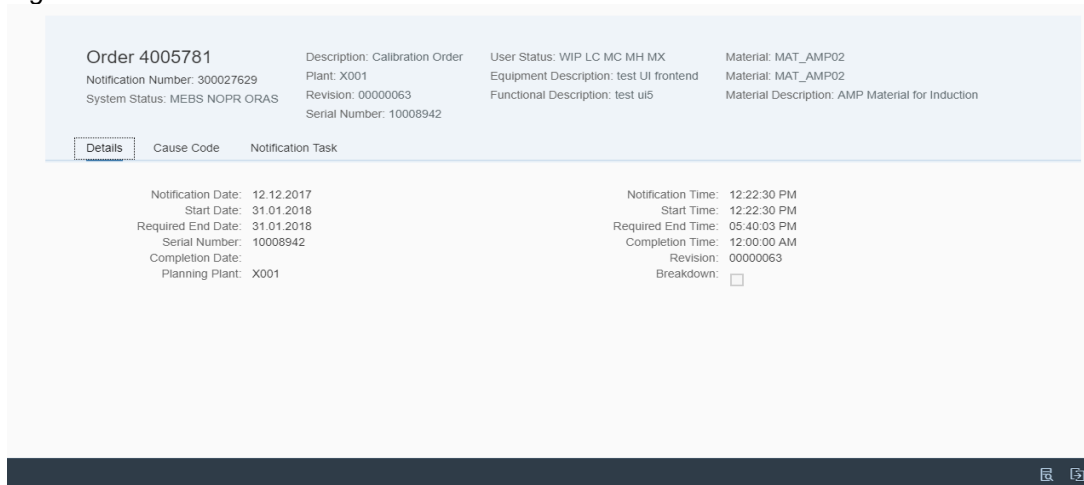 Order 4005781
Notification Number: 300027629
System Status: MEBS NOPR ORAS
Description: Calibration Order
Plant: X001
Revision: 00000063
Serial Number: 10008942
User Status: WIP LC MC MH MX
Equipment Description: test UI frontend
Functional Description: test ui5
Material: MAT_AMP02
Material: MAT_AMP02
Material Description: AMP Material for Induction
Details Cause Code Notification Task
Notification Date: 12.12.2017
Start Date: 31.01.2018
Required End Date: 31.01.2018
Serial Number: 10008942
Completion Date:
Planning Plant: X001
Notification Time: 12:22:30 PM
Start Time: 12:22:30 PM
Required End Time: 05:40:03 PM
Completion Time: 12:00:00 AM
Revision: 00000063
Breakdown: